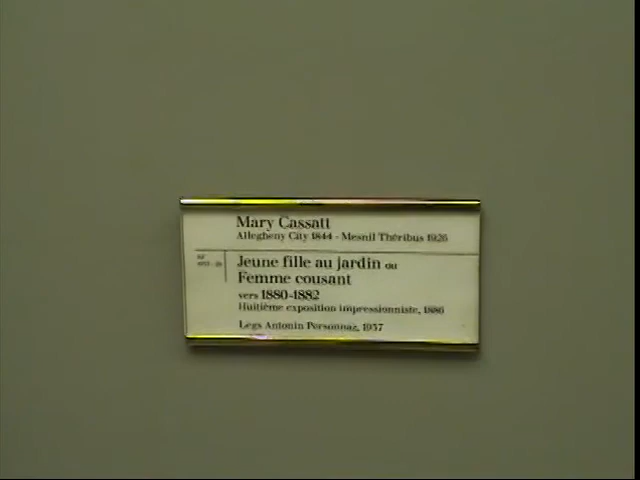 Mary Cassatt
Allegheny City 1844 - Mesnil Théribus 1926
RF
Jeune fille au jardin ou
Femme cousant
vers 1880-1882
Huitième exposition impressionniste, 1886
Legs Antonin Personnaz, 1937